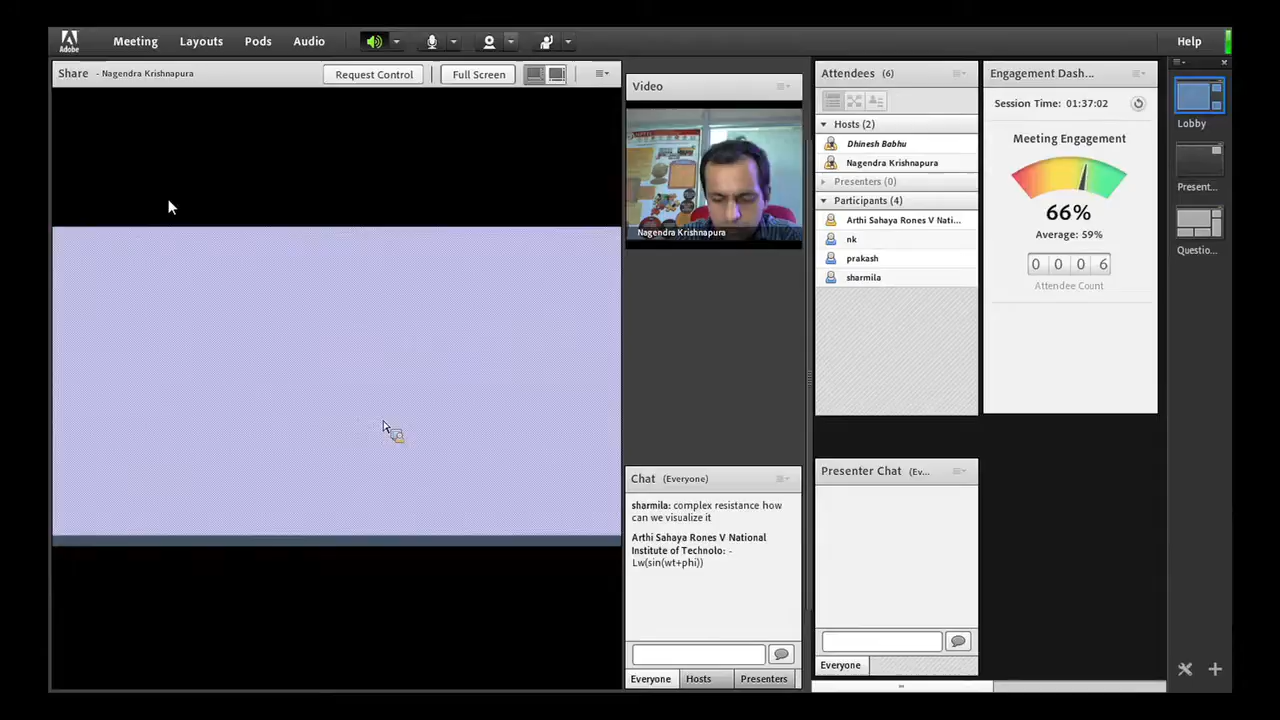 Adobe
Meeting
Layouts
Pods
Audio
Help
Share - Nagendra Krishnapura
Request Control
Full Screen
Video
Nagendra Krishnapura
Chat (Everyone)
sharmila: complex resistance how
can we visualize it
Arthi Sahaya Rones V National
Institute of Technolo: -
Lw(sin(wt+phi))
Everyone
Hosts
Presenters
Attendees (6)
Hosts (2)
Dhinesh Babhu
Nagendra Krishnapura
Presenters (0)
Participants (4)
Arthi Sahaya Rones V Nati...
nk
prakash
sharmila
Presenter Chat (Ev...
Everyone
Engagement Dash...
Session Time: 01:37:02
Meeting Engagement
66%
Average: 59%
0 0 0 6
Attendee Count
Lobby
Present...
Questio...